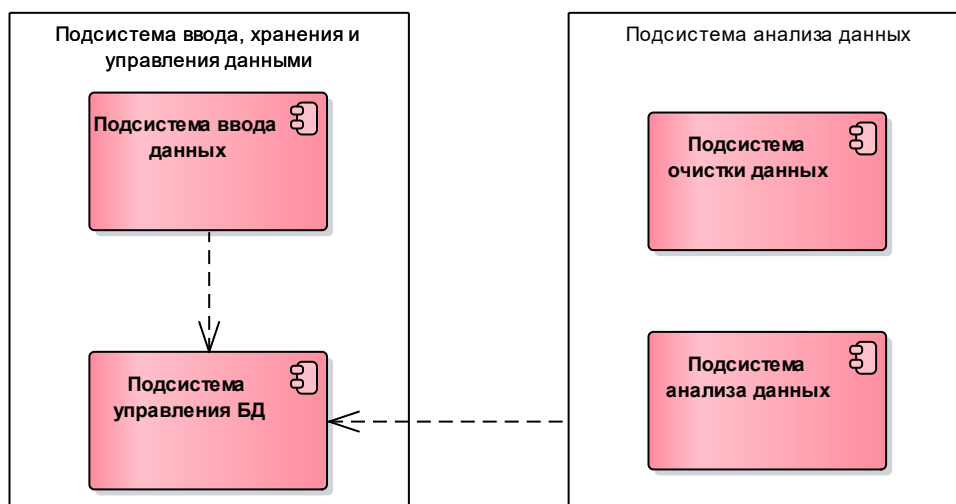 Подсистема ввода, хранения и
управления данными
Подсистема ввода
данных
Подсистема
управления БД
Подсистема анализа данных
Подсистема
очистки данных
Подсистема
анализа данных